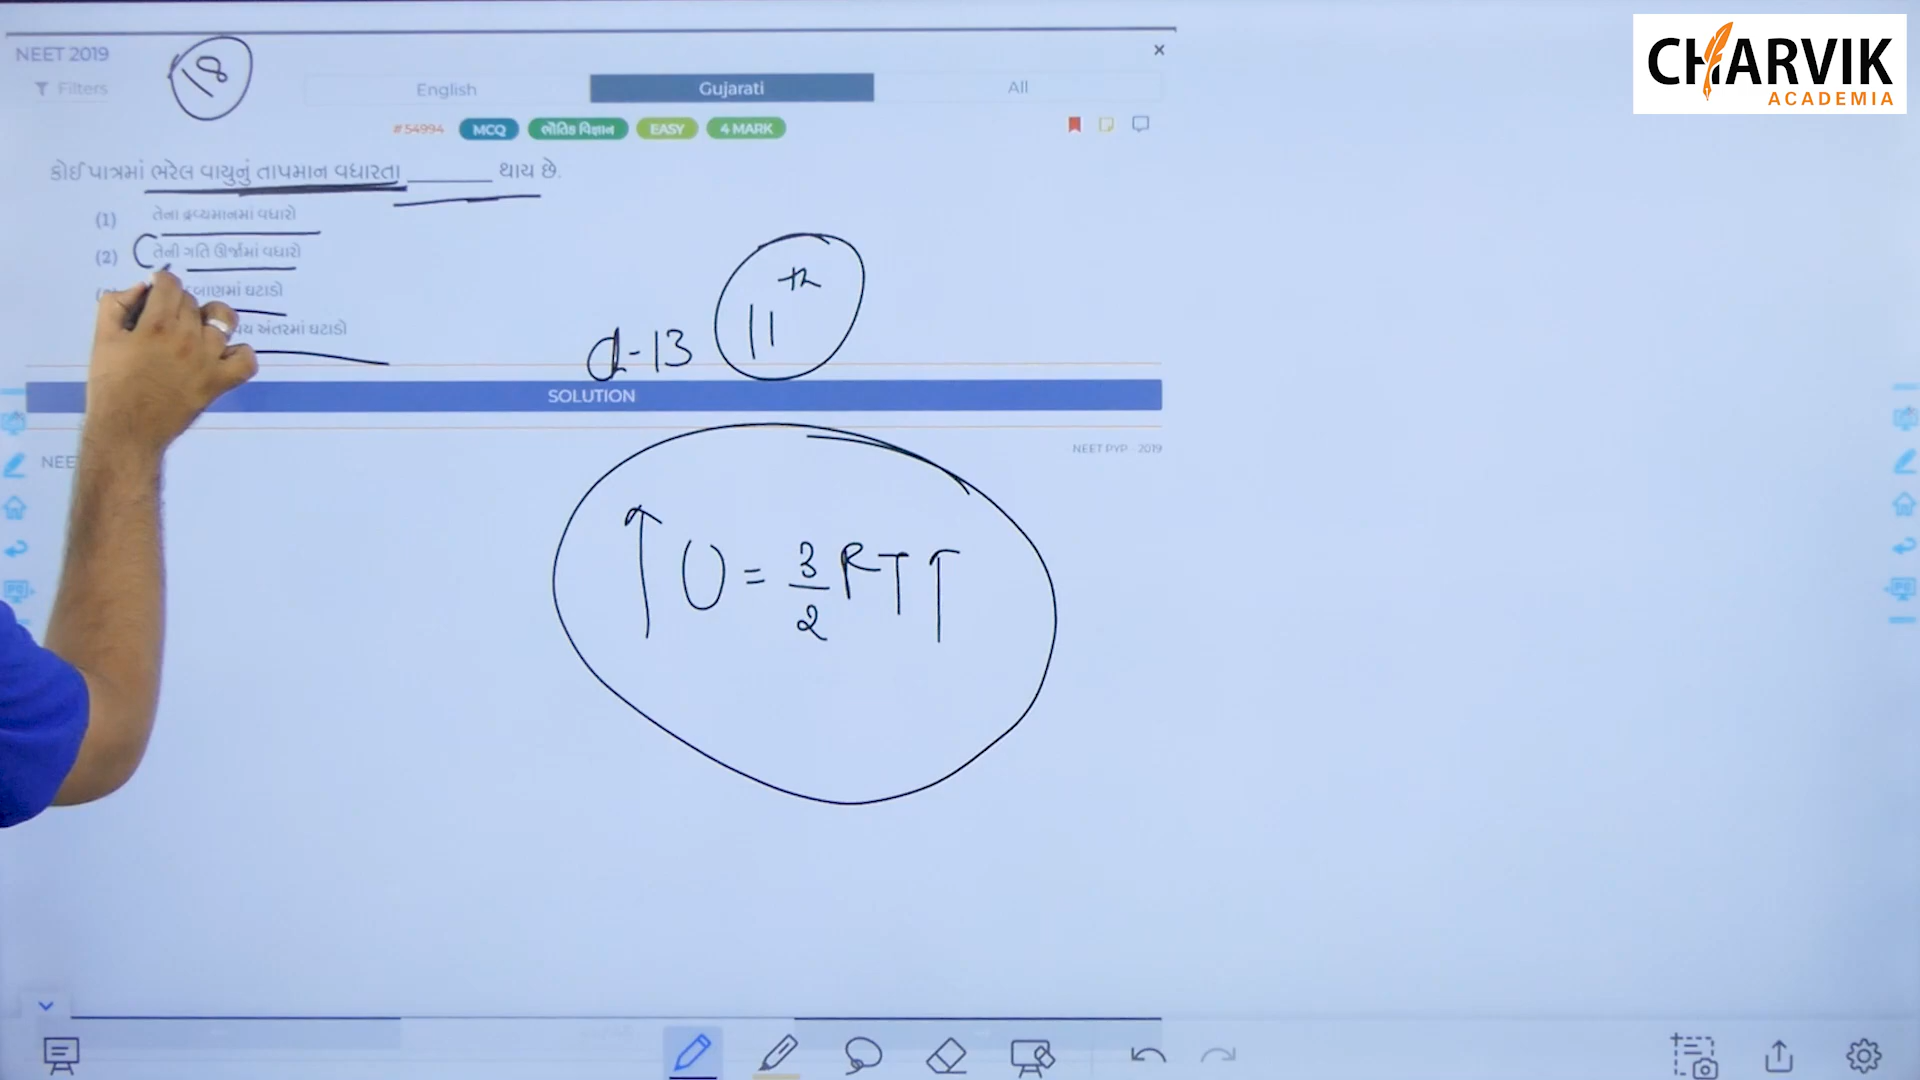 CHARVIK
ACADEMIA
NEET 2019
18
Filters
English
Gujarati
All
#54994
MCQ
ભૌતિક વિજ્ઞાન
EASY
4 MARK
કોઈ પાત્રમાં ભરેલ વાયુનું તાપમાન વધારતા ________ થાય છે.
(1) તેના દ્રવ્યમાનમાં વધારો
(2) તેની ગતિ ઊર્જામાં વધારો
દબાણમાં ઘટાડો
અંતરમાં ઘટાડો
11th
-13
SOLUTION
NEET PYP 2019
↑ U = 3/2 RT ↑